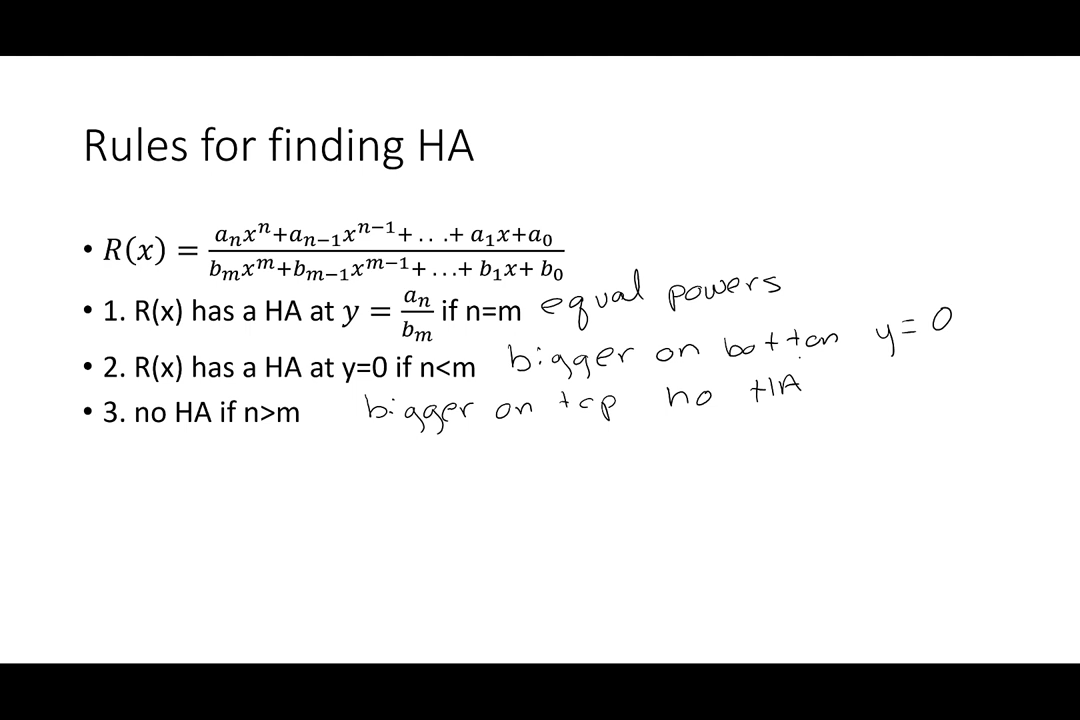 Rules for finding HA
• R(x) = (aₙxⁿ+aₙ₋₁xⁿ⁻¹+...+ a₁x+a₀)/(bₘxᵐ+bₘ₋₁xᵐ⁻¹+...+ b₁x+ b₀)
• 1. R(x) has a HA at y = aₙ/bₘ if n=m equal powers
• 2. R(x) has a HA at y=0 if n<m bigger on bottom y=0
• 3. no HA if n>m bigger on top no HA